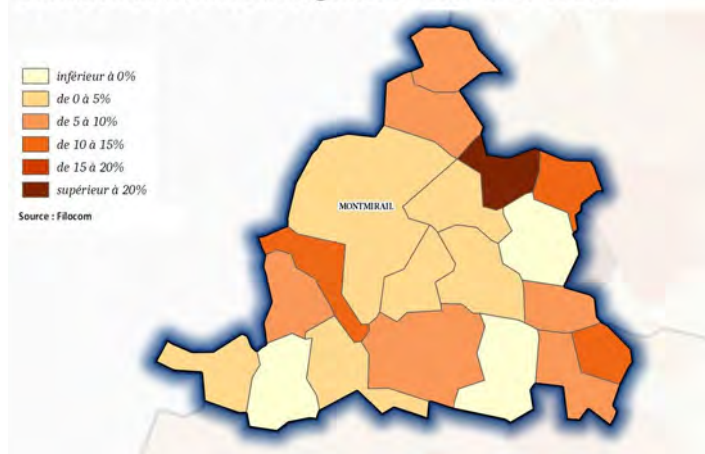 inférieur à 0%
de 0 à 5%
de 5 à 10%
de 10 à 15%
de 15 à 20%
supérieur à 20%
Source : Filocom
MONTMIRAIL